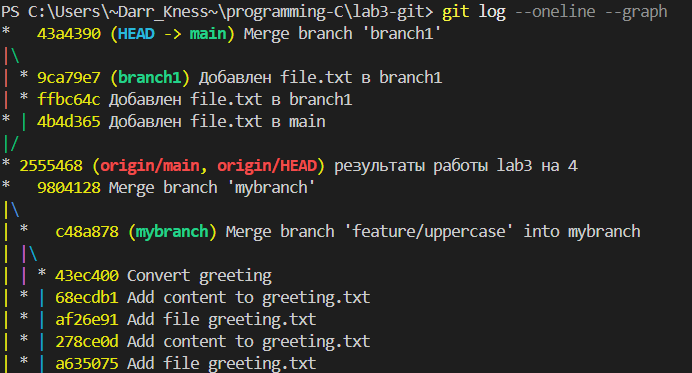 PS C:\Users\~Darr_Kness~\programming-C\lab3-git> git log --oneline --graph
*   43a4390 (HEAD -> main) Merge branch 'branch1'
|\
| * 9ca79e7 (branch1) Добавлен file.txt в branch1
| * ffbc64c Добавлен file.txt в branch1
* | 4b4d365 Добавлен file.txt в main
|/
* 2555468 (origin/main, origin/HEAD) результаты работы lab3 на 4
*   9804128 Merge branch 'mybranch'
|\
| *   c48a878 (mybranch) Merge branch 'feature/uppercase' into mybranch
| |\
| | * 43ec400 Convert greeting
| * | 68ecdb1 Add content to greeting.txt
| * | af26e91 Add file greeting.txt
| * | 278ce0d Add content to greeting.txt
| * | a635075 Add file greeting.txt